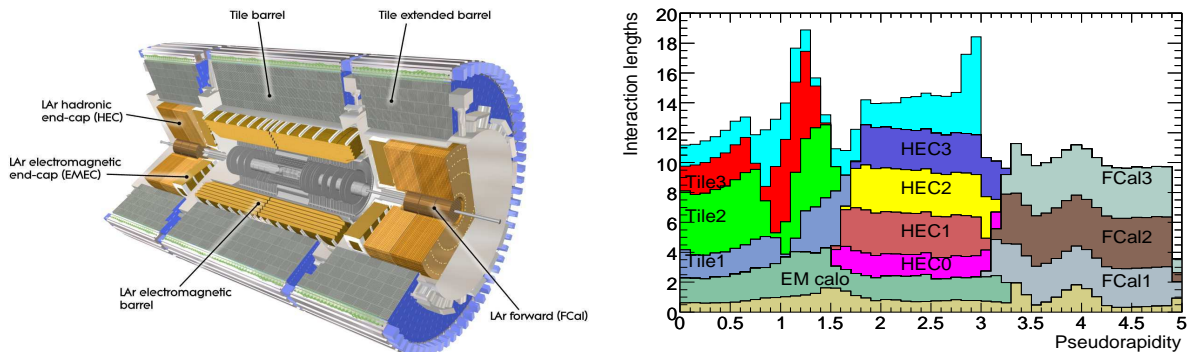 Tile barrel
Tile extended barrel
LAr hadronic
end-cap (HEC)
LAr electromagnetic
end-cap (EMEC)
LAr electromagnetic
barrel
LAr forward (FCal)
Interaction lengths
20
18
16
14
12
10
8
6
4
2
0
Tile3
Tile2
Tile1
EM calo
HEC3
HEC2
HEC1
HEC0
FCal3
FCal2
FCal1
0 0.5 1 1.5 2 2.5 3 3.5 4 4.5 5
Pseudorapidity